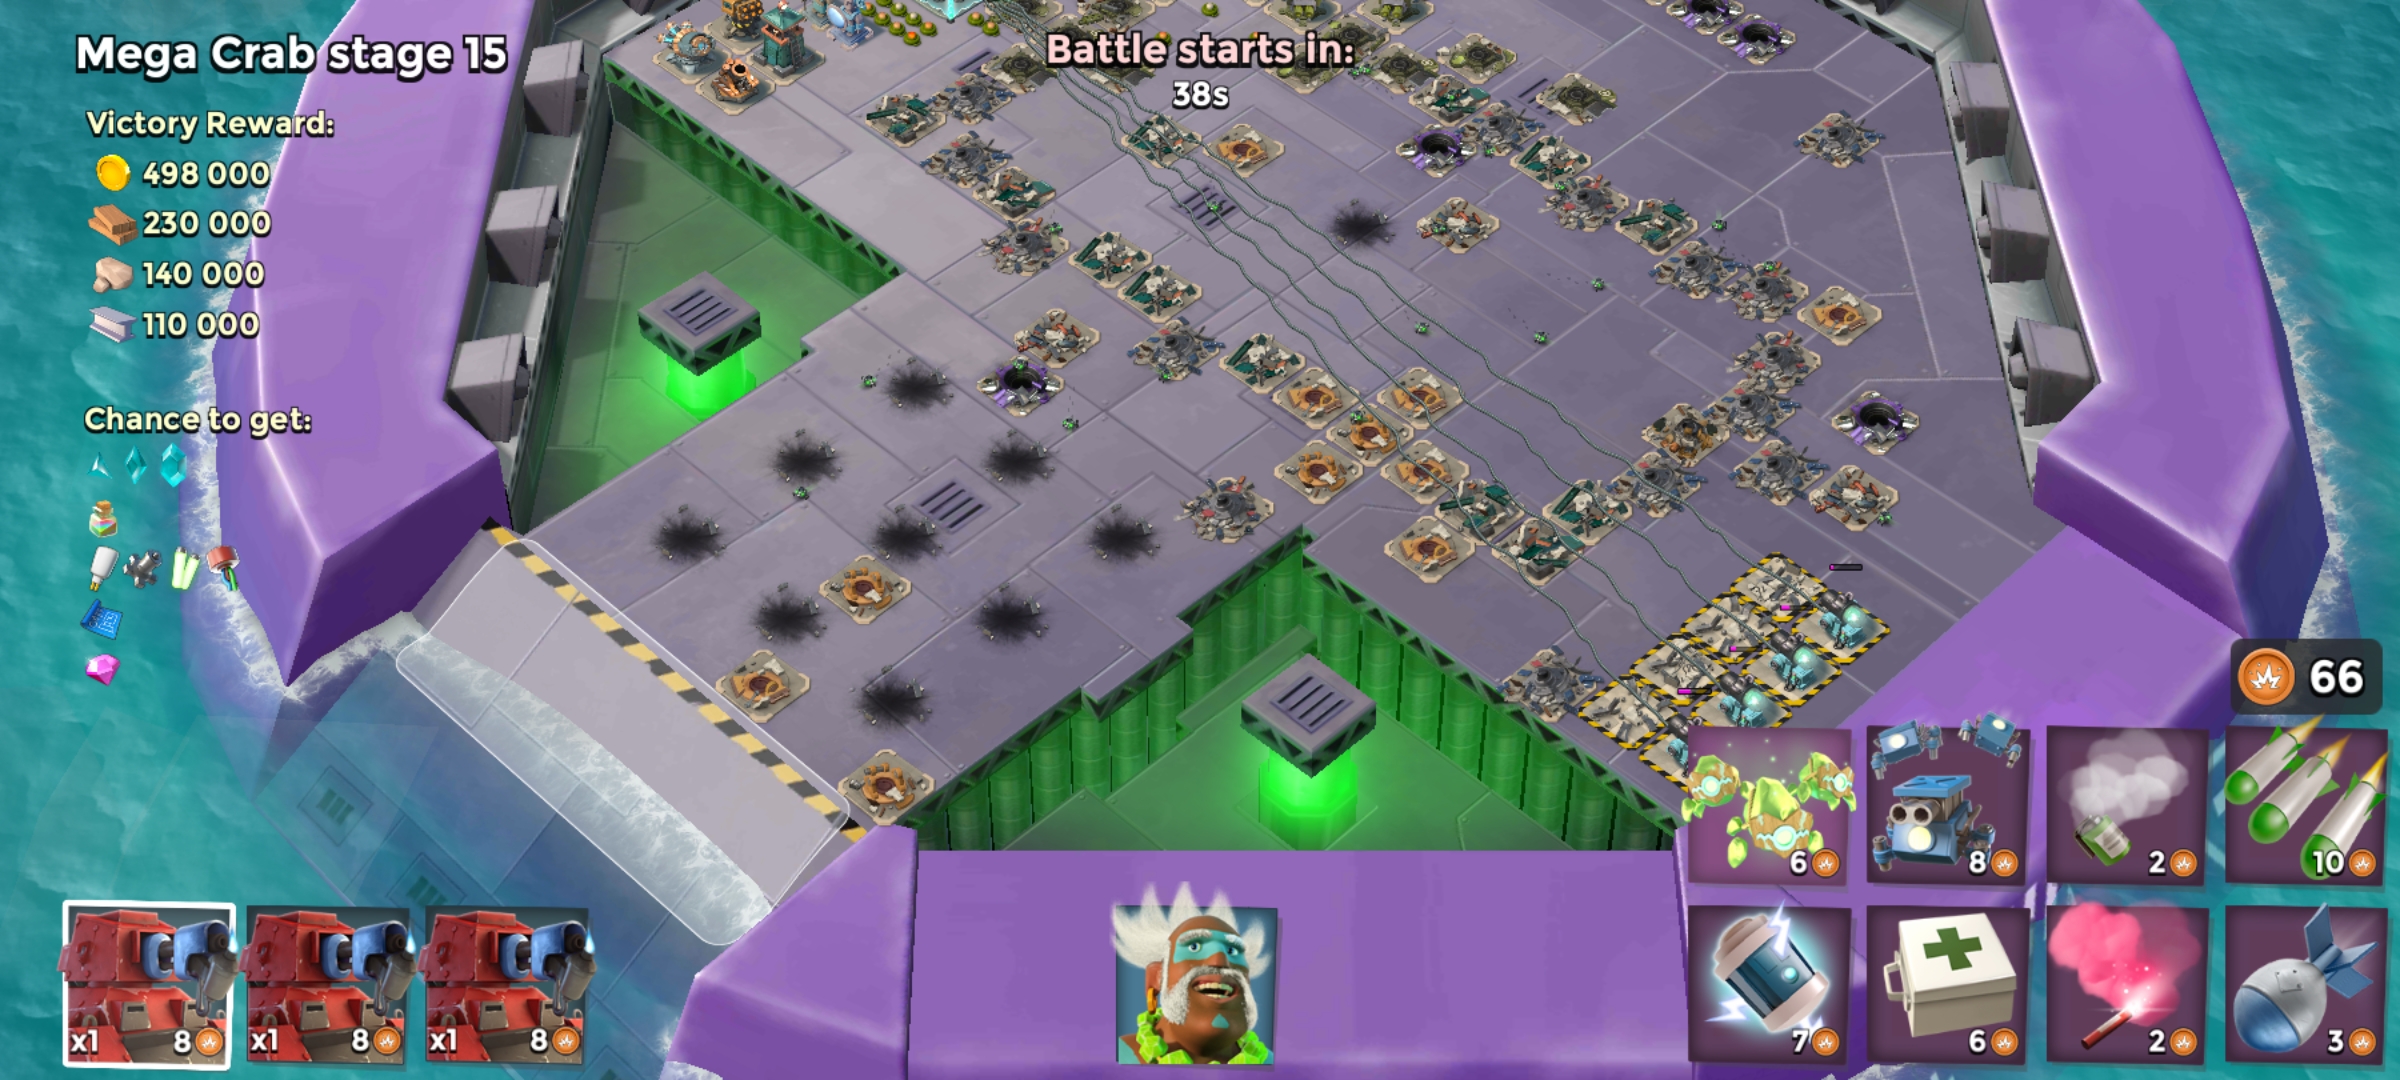 Mega Crab stage 15
Battle starts in:
38s
Victory Reward:
498 000
230 000
140 000
110 000
Chance to get:
66
6
8
2
10
7
6
2
3
x1 8
x1 8
x1 8